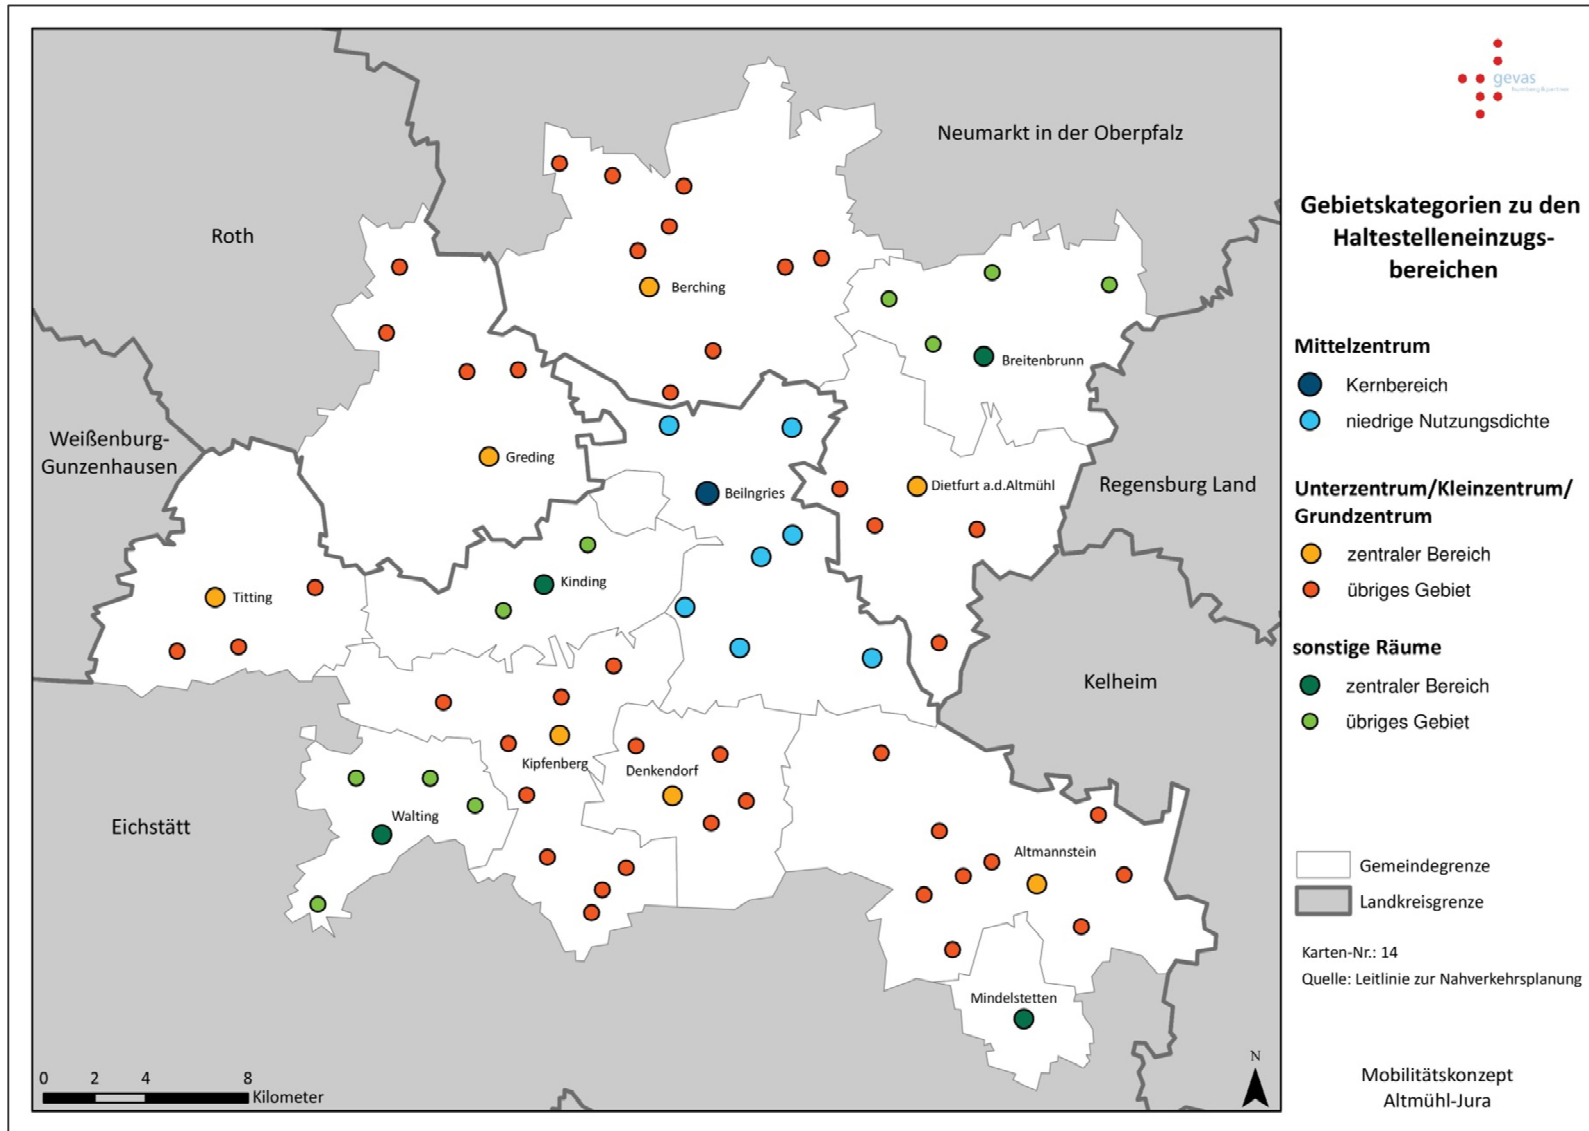 Neumarkt in der Oberpfalz
Roth
Berching
Breitenbrunn
Weißenburg-
Gunzenhausen
Greding
Beilngries
Dietfurt a.d.Altmühl
Regensburg Land
Titting
Kinding
Kelheim
Kipfenberg
Denkendorf
Eichstätt
Walting
Altmannstein
Mindelstetten
0 2 4 8
Kilometer
N
gevas
humberg&partner
Gebietskategorien zu den
Haltestelleneinzugs-
bereichen
Mittelzentrum
Kernbereich
niedrige Nutzungsdichte
Unterzentrum/Kleinzentrum/
Grundzentrum
zentraler Bereich
übriges Gebiet
sonstige Räume
zentraler Bereich
übriges Gebiet
Gemeindegrenze
Landkreisgrenze
Karten-Nr.: 14
Quelle: Leitlinie zur Nahverkehrsplanung
Mobilitätskonzept
Altmühl-Jura